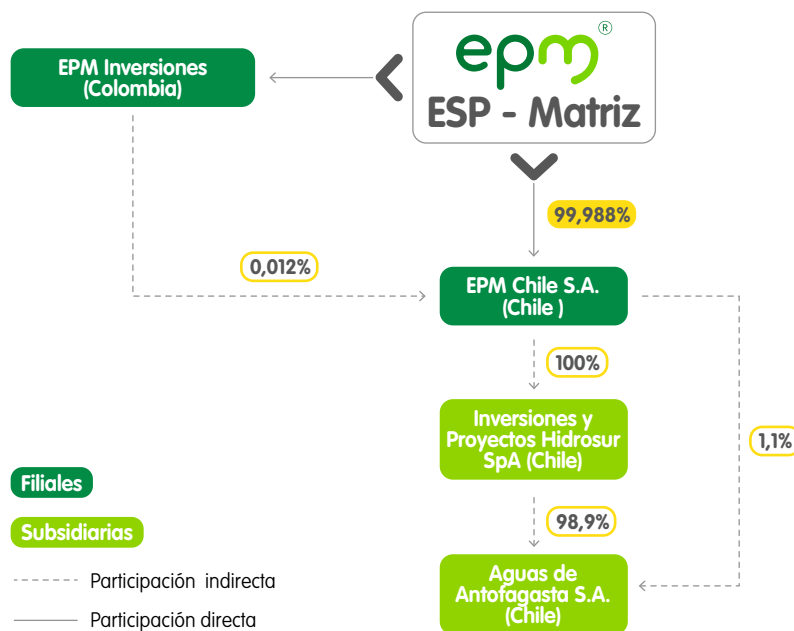 epm®
ESP - Matriz
EPM Inversiones
(Colombia)
99,988%
0,012%
EPM Chile S.A.
(Chile )
100%
Inversiones y
Proyectos Hidrosur
SpA (Chile)
1,1%
98,9%
Aguas de
Antofagasta S.A.
(Chile)
Filiales
Subsidiarias
Participación indirecta
Participación directa